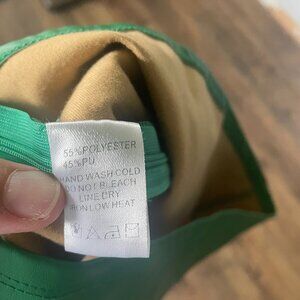 55%POLYESTER
45%PU
HAND WASH COLD
DO NOT BLEACH
LINE DRY
IRON LOW HEAT